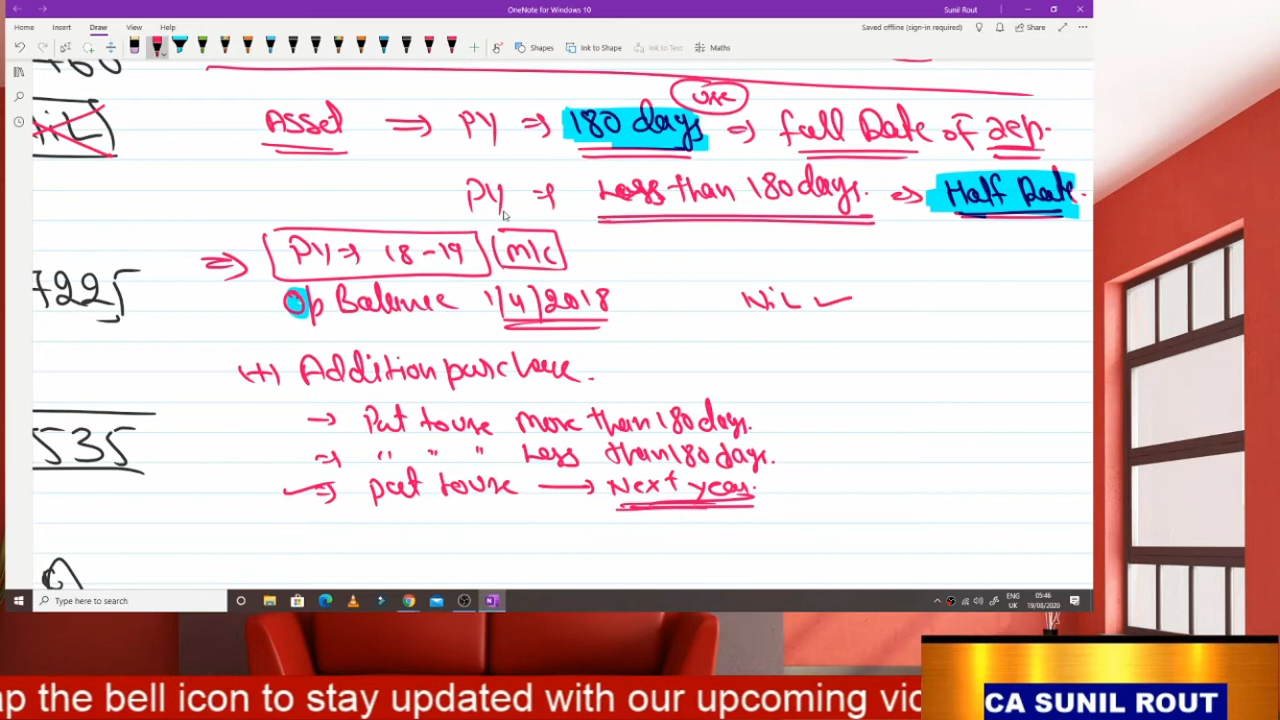 OneNote for Windows 10
Sunil Rout
Home Insert Draw View Help
Saved offline (sign-in required)
Share
Shapes
Ink to Shape
Ink to Text
Maths
use
Asset ⇒ PY ⇒ 180 days ⇒ full Rate of dep.
PY ⇒ Less than 180 days. ⇒ Half Rate.
⇒ PY ⇒ 18-19 m/c
Op Balance 1/4/2018 NiL ✓
7225
(+) Addition purchase.
→ Put to use more than 180 days.
⇒ " " " Less than 180 days.
535
⇒ put to use → Next year.
Type here to search
ENG
UK
05:46
19/08/2020
ap the bell icon to stay updated with our upcoming vid
CA SUNIL ROUT